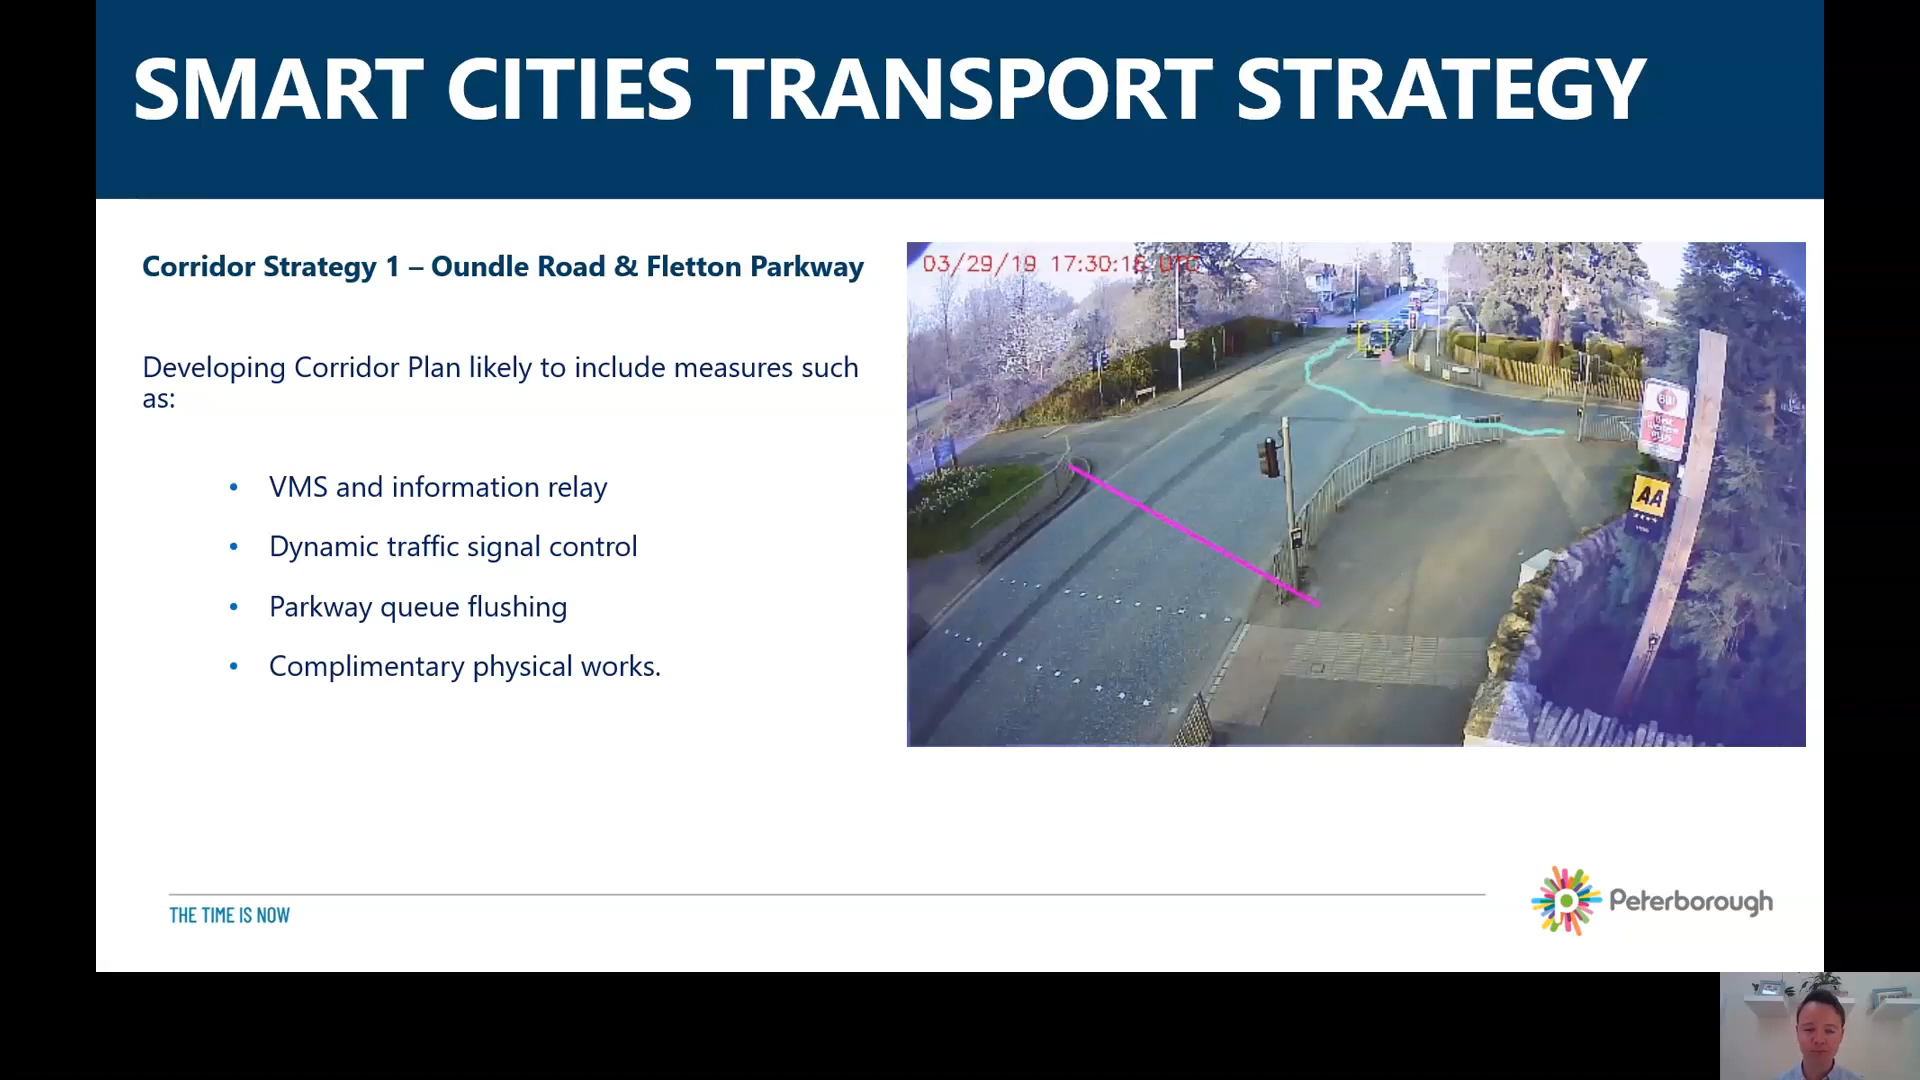 SMART CITIES TRANSPORT STRATEGY
Corridor Strategy 1 – Oundle Road & Fletton Parkway
Developing Corridor Plan likely to include measures such
as:
• VMS and information relay
• Dynamic traffic signal control
• Parkway queue flushing
• Complimentary physical works.
03/29/19 17:30:16 UTC
AA
THE TIME IS NOW
Peterborough